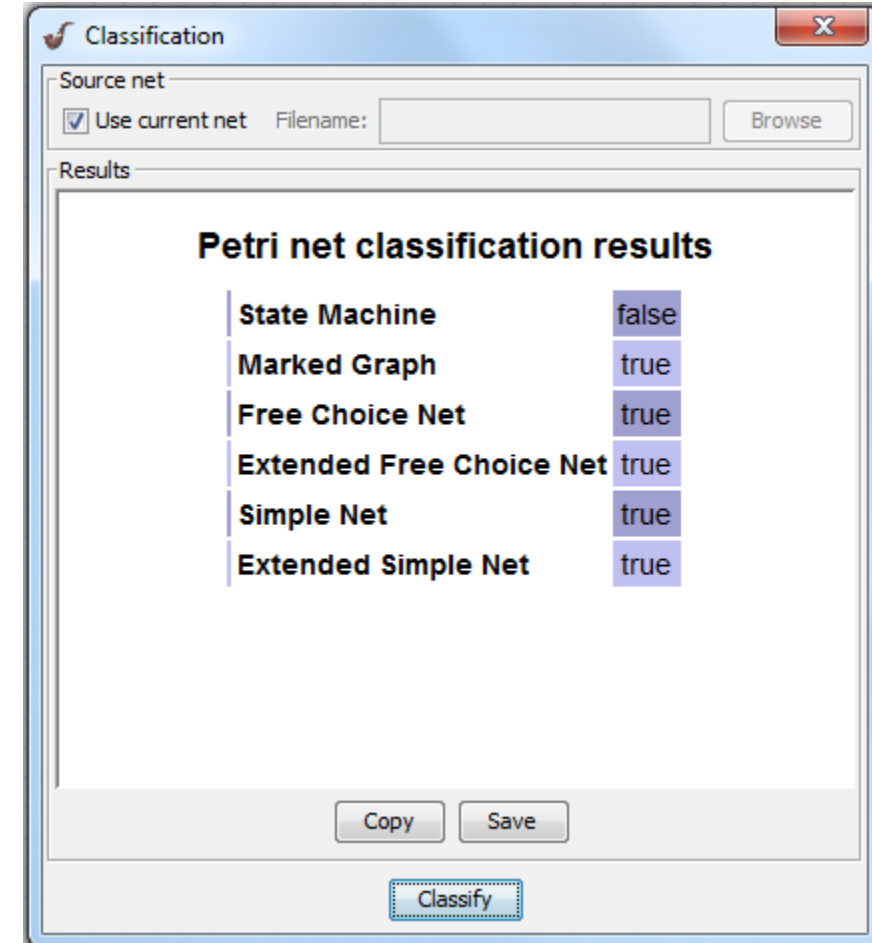 Classification
Source net
Use current net Filename: Browse
Results
Petri net classification results
State Machine false
Marked Graph true
Free Choice Net true
Extended Free Choice Net true
Simple Net true
Extended Simple Net true
Copy Save
Classify